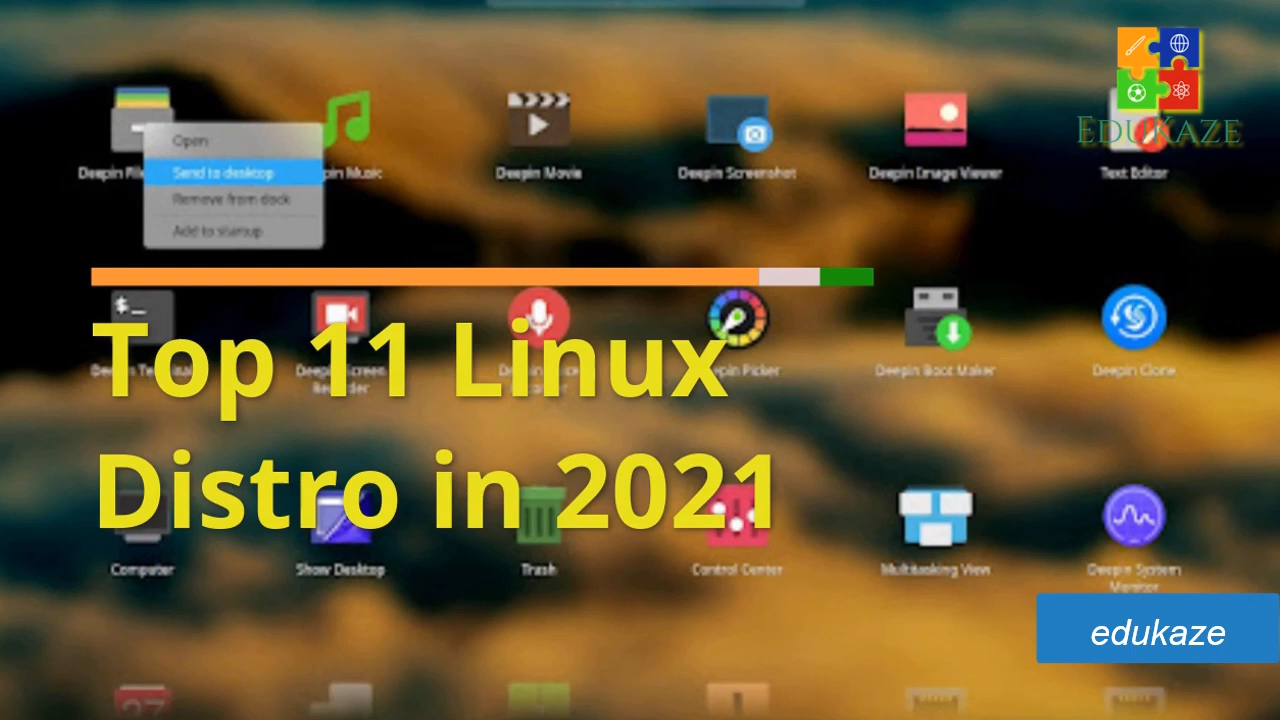 EDUKAZE
Open
Send to desktop
Remove from dock
Add to startup
Deepin Music
Deepin Movie
Deepin Screenshot
Deepin Image Viewer
Text Editor
$_
Top 11 Linux
Deepin Boot Maker
Deepin Clone
Distro in 2021
Computer
Show Desktop
Trash
Control Center
Multitasking View
Deepin System
Monitor
edukaze